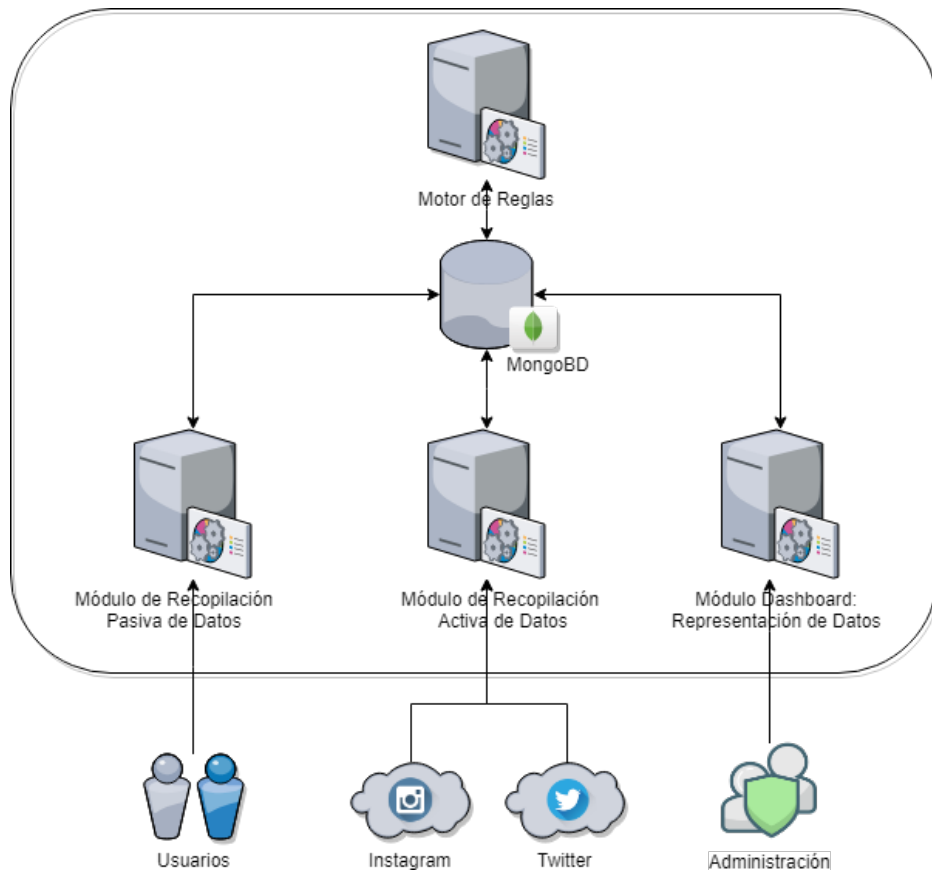 Motor de Reglas
MongoBD
Módulo de Recopilación
Pasiva de Datos
Módulo de Recopilación
Activa de Datos
Módulo Dashboard:
Representación de Datos
Usuarios
Instagram
Twitter
Administración